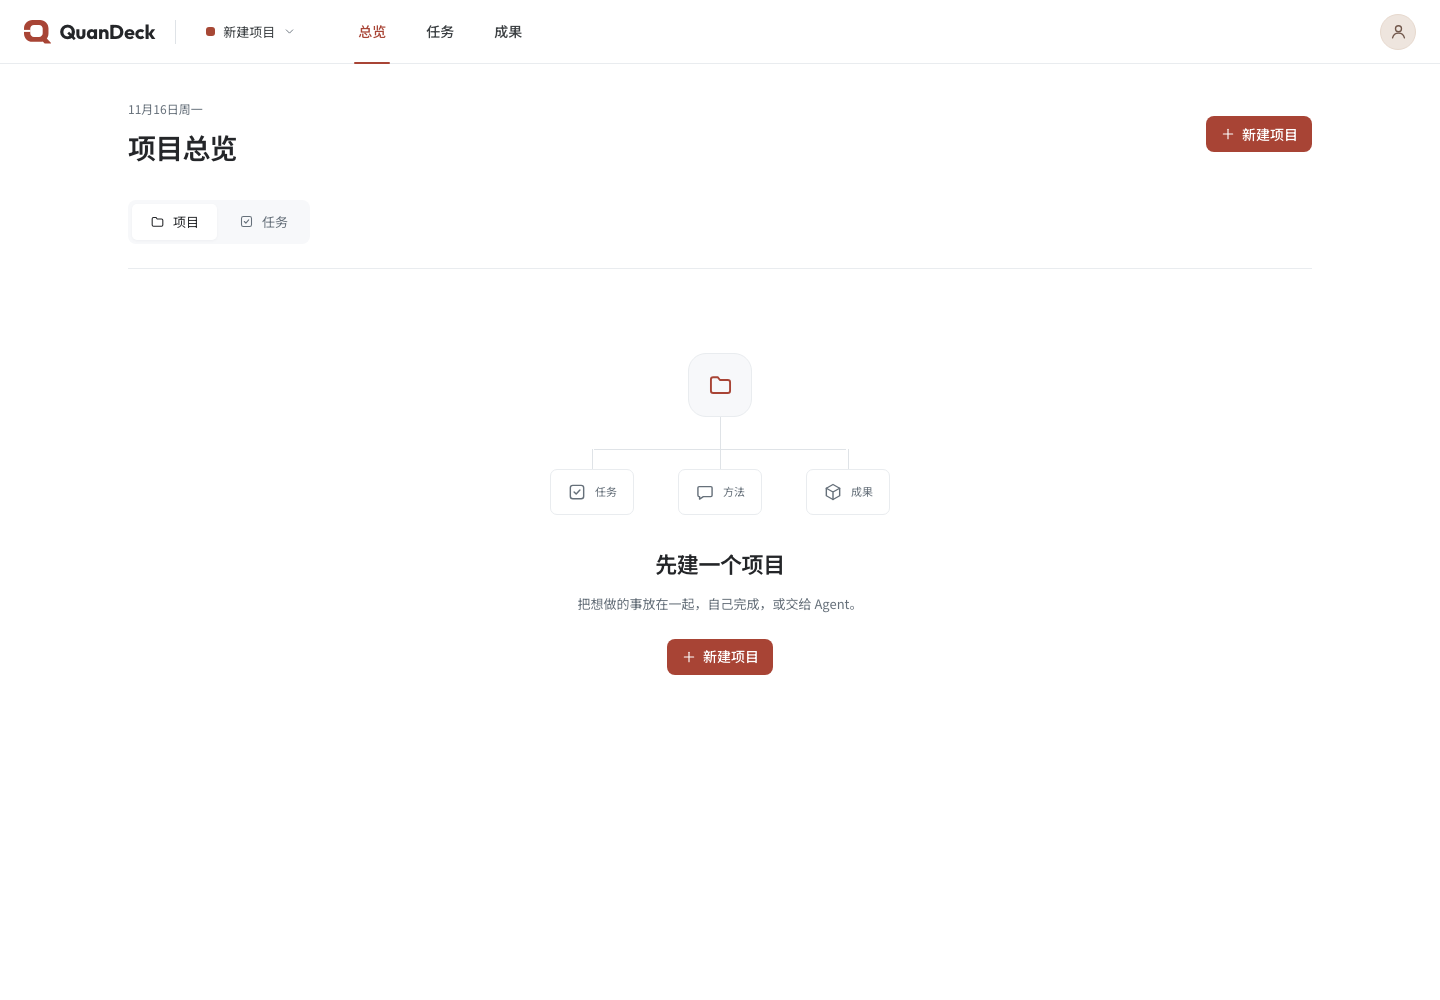 QuanDeck
新建项目
总览
任务
成果
11月16日周一
项目总览
新建项目
项目
任务
任务
方法
成果
先建一个项目
把想做的事放在一起，自己完成，或交给 Agent。
新建项目